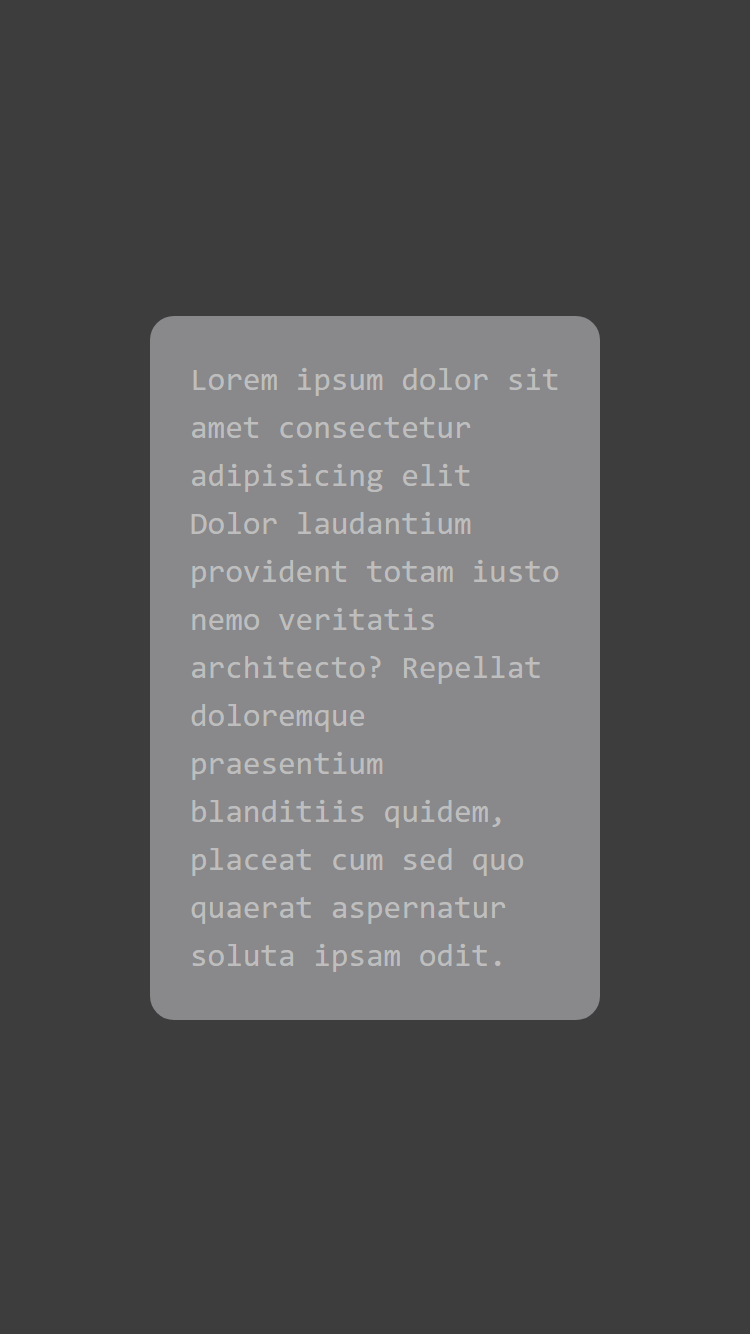 Lorem ipsum dolor sit
amet consectetur
adipisicing elit
Dolor laudantium
provident totam iusto
nemo veritatis
architecto? Repellat
doloremque
praesentium
blanditiis quidem,
placeat cum sed quo
quaerat aspernatur
soluta ipsam odit.